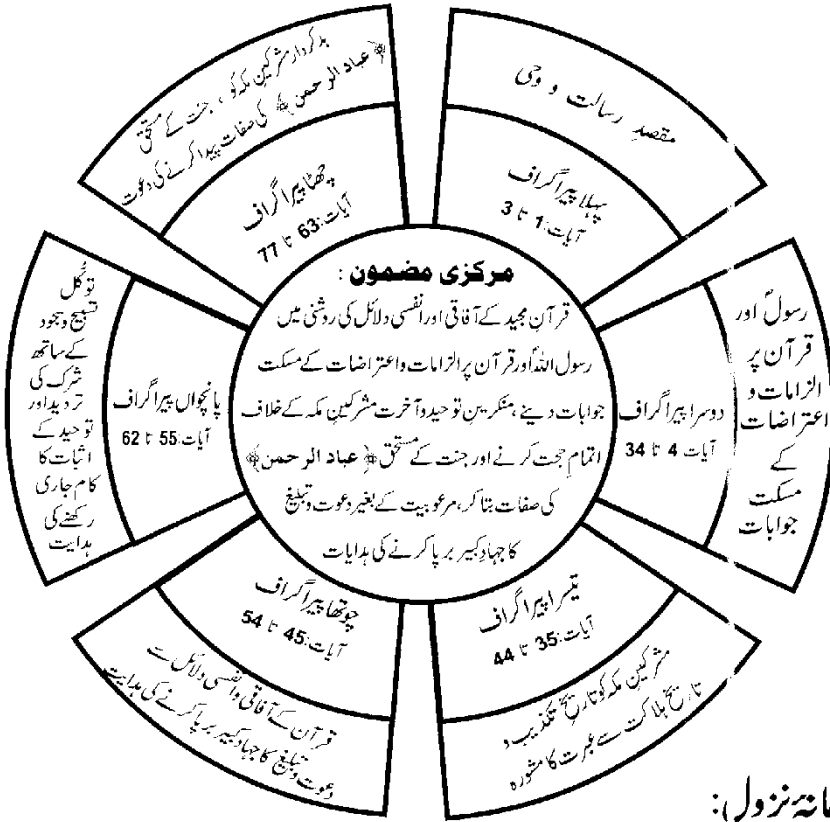 مقصدِ رسالت و وحی
پہلا پیراگراف
آیات: 1 تا 3
رسولؐ اور
قرآن پر
الزامات و
اعتراضات
کے
مسکت
جوابات
دوسرا پیراگراف
آیات 4 تا 34
تیسرا پیراگراف
آیات: 35 تا 44
مشرکینِ مکہ کو تاریخِ تکذیب و
تاریخِ ہلاکت سے عبرت کا مشورہ
چوتھا پیراگراف
آیات: 45 تا 54
قرآن کے آفاقی و انفسی دلائل سے
دعوت و تبلیغ کا جہادِ کبیر برپا کرنے کی ہدایت
پانچواں پیراگراف
آیات: 55 تا 62
توکّل
تسبیح و سجود
کے ساتھ
شرک کی
تردید اور
توحید کے
اثبات کا
کام جاری
رکھنے کی
ہدایت
بدکردار مشرکینِ مکہ کو ، جنت کے مستحق
﴿عباد الرحمن﴾ کی صفات پیدا کرنے کی دعوت
چھٹا پیراگراف
آیات: 63 تا 77
مرکزی مضمون :
قرآنِ مجید کے آفاقی اور انفسی دلائل کی روشنی میں
رسول اللہؐ اور قرآن پر الزامات و اعتراضات کے مسکت
جوابات دینے ، منکرینِ توحید و آخرت مشرکینِ مکہ کے خلاف
اتمامِ حجت کرنے اور جنت کے مستحق ﴿عباد الرحمن﴾
کی صفات بتا کر، مرعوبیت کے بغیر دعوت و تبلیغ
کا جہادِ کبیر برپا کرنے کی ہدایات
مانۂ نزول: